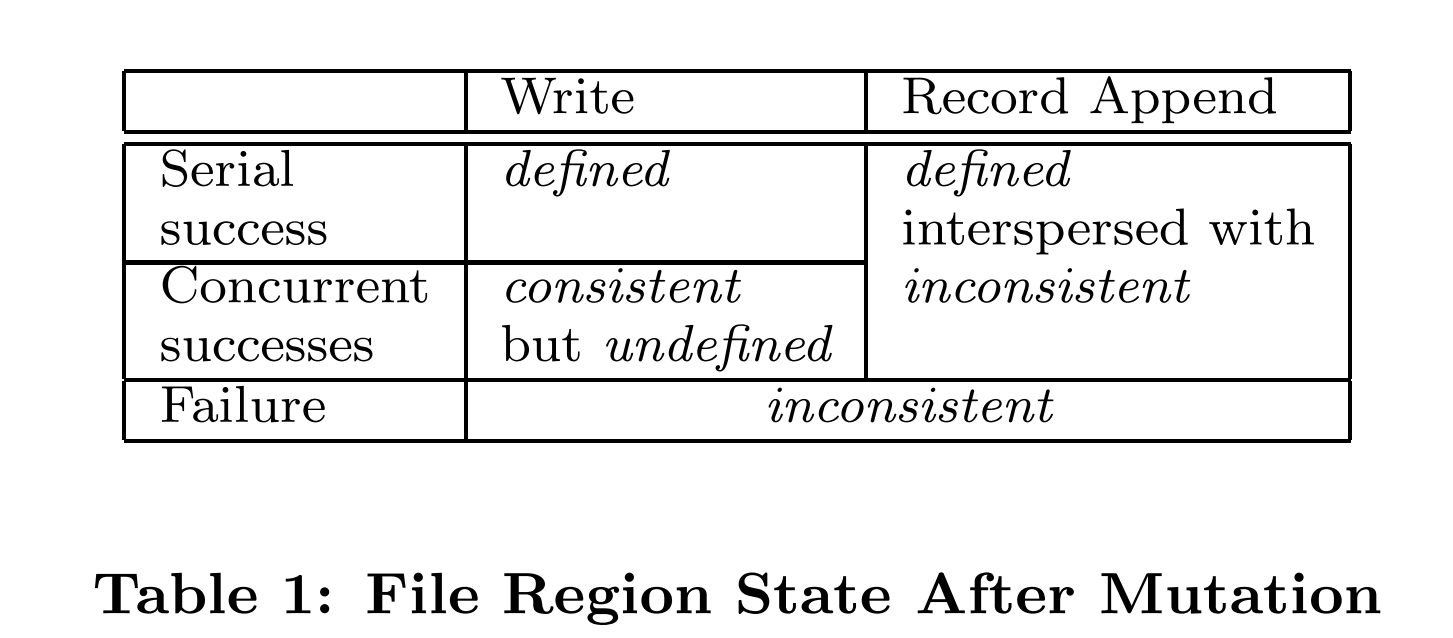 Write Record Append
Serial success
defined
defined interspersed with inconsistent
Concurrent successes
consistent but undefined
Failure
inconsistent
Table 1: File Region State After Mutation